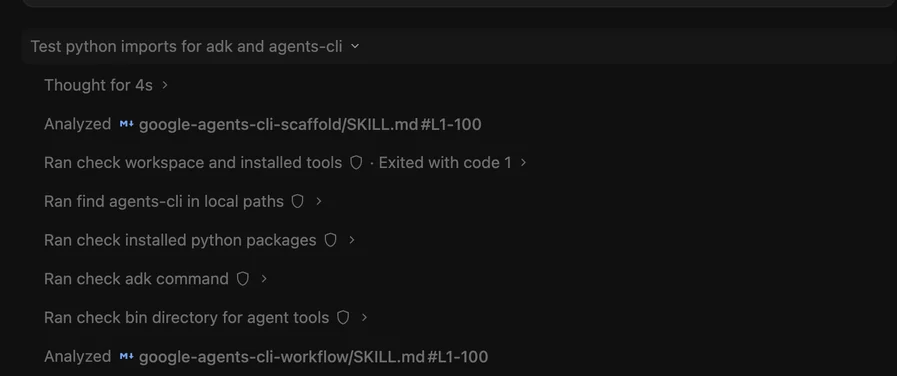 Test python imports for adk and agents-cli
Thought for 4s
Analyzed M↓ google-agents-cli-scaffold/SKILL.md#L1-100
Ran check workspace and installed tools · Exited with code 1
Ran find agents-cli in local paths
Ran check installed python packages
Ran check adk command
Ran check bin directory for agent tools
Analyzed M↓ google-agents-cli-workflow/SKILL.md#L1-100